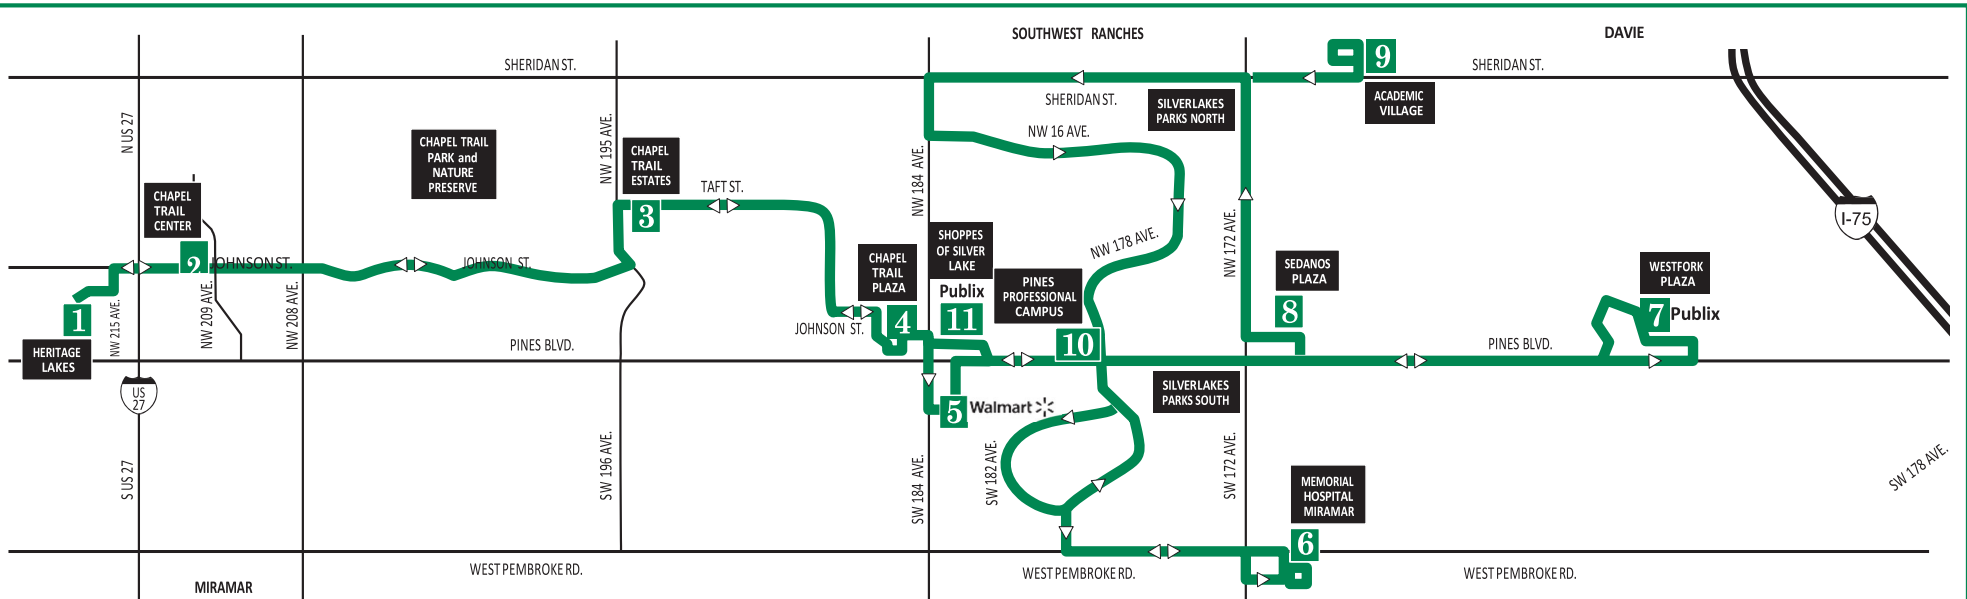 SOUTHWEST RANCHES
DAVIE
SHERIDAN ST.
9
SHERIDAN ST.
SHERIDAN ST.
ACADEMIC
VILLAGE
SILVERLAKES
PARKS NORTH
N US 27
NW 195 AVE.
NW 16 AVE.
CHAPEL TRAIL
PARK and
NATURE
PRESERVE
CHAPEL
TRAIL
ESTATES
NW 184 AVE.
TAFT ST.
CHAPEL
TRAIL
CENTER
3
I-75
SHOPPES
OF SILVER
LAKE
NW 178 AVE.
NW 172 AVE.
2
JOHNSON ST.
JOHNSON ST.
CHAPEL
TRAIL
PLAZA
SEDANOS
PLAZA
WESTFORK
PLAZA
Publix
PINES
PROFESSIONAL
CAMPUS
1
NW 215 AVE.
NW 209 AVE.
NW 208 AVE.
JOHNSON ST.
4
11
8
7
Publix
10
HERITAGE
LAKES
PINES BLVD.
PINES BLVD.
US
27
SILVERLAKES
PARKS SOUTH
5
Walmart
S US 27
SW 196 AVE.
SW 184 AVE.
SW 182 AVE.
SW 172 AVE.
SW 178 AVE.
MEMORIAL
HOSPITAL
MIRAMAR
6
WEST PEMBROKE RD.
WEST PEMBROKE RD.
WEST PEMBROKE RD.
MIRAMAR